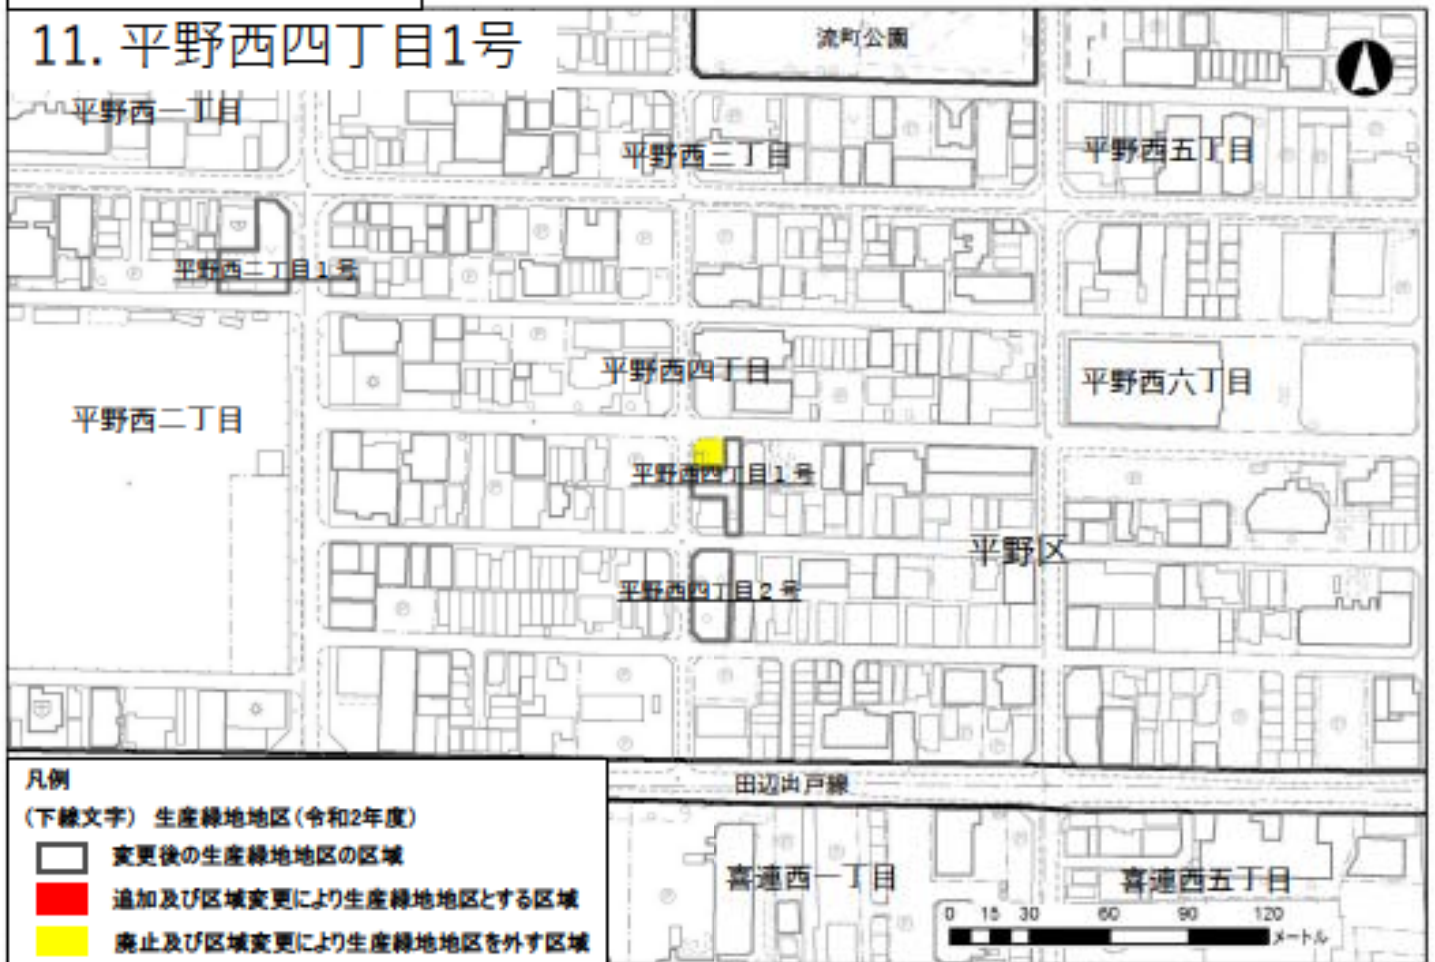 11. 平野西四丁目1号
流町公園
平野西一丁目
平野西三丁目
平野西五丁目
平野西二丁目1号
平野西四丁目
平野西六丁目
平野西二丁目
平野西四丁目1号
平野区
平野西四丁目2号
田辺出戸線
喜連西一丁目
喜連西五丁目
0 15 30 60 90 120
メートル
凡例
（下線文字） 生産緑地地区（令和2年度）
変更後の生産緑地地区の区域
追加及び区域変更により生産緑地地区とする区域
廃止及び区域変更により生産緑地地区を外す区域